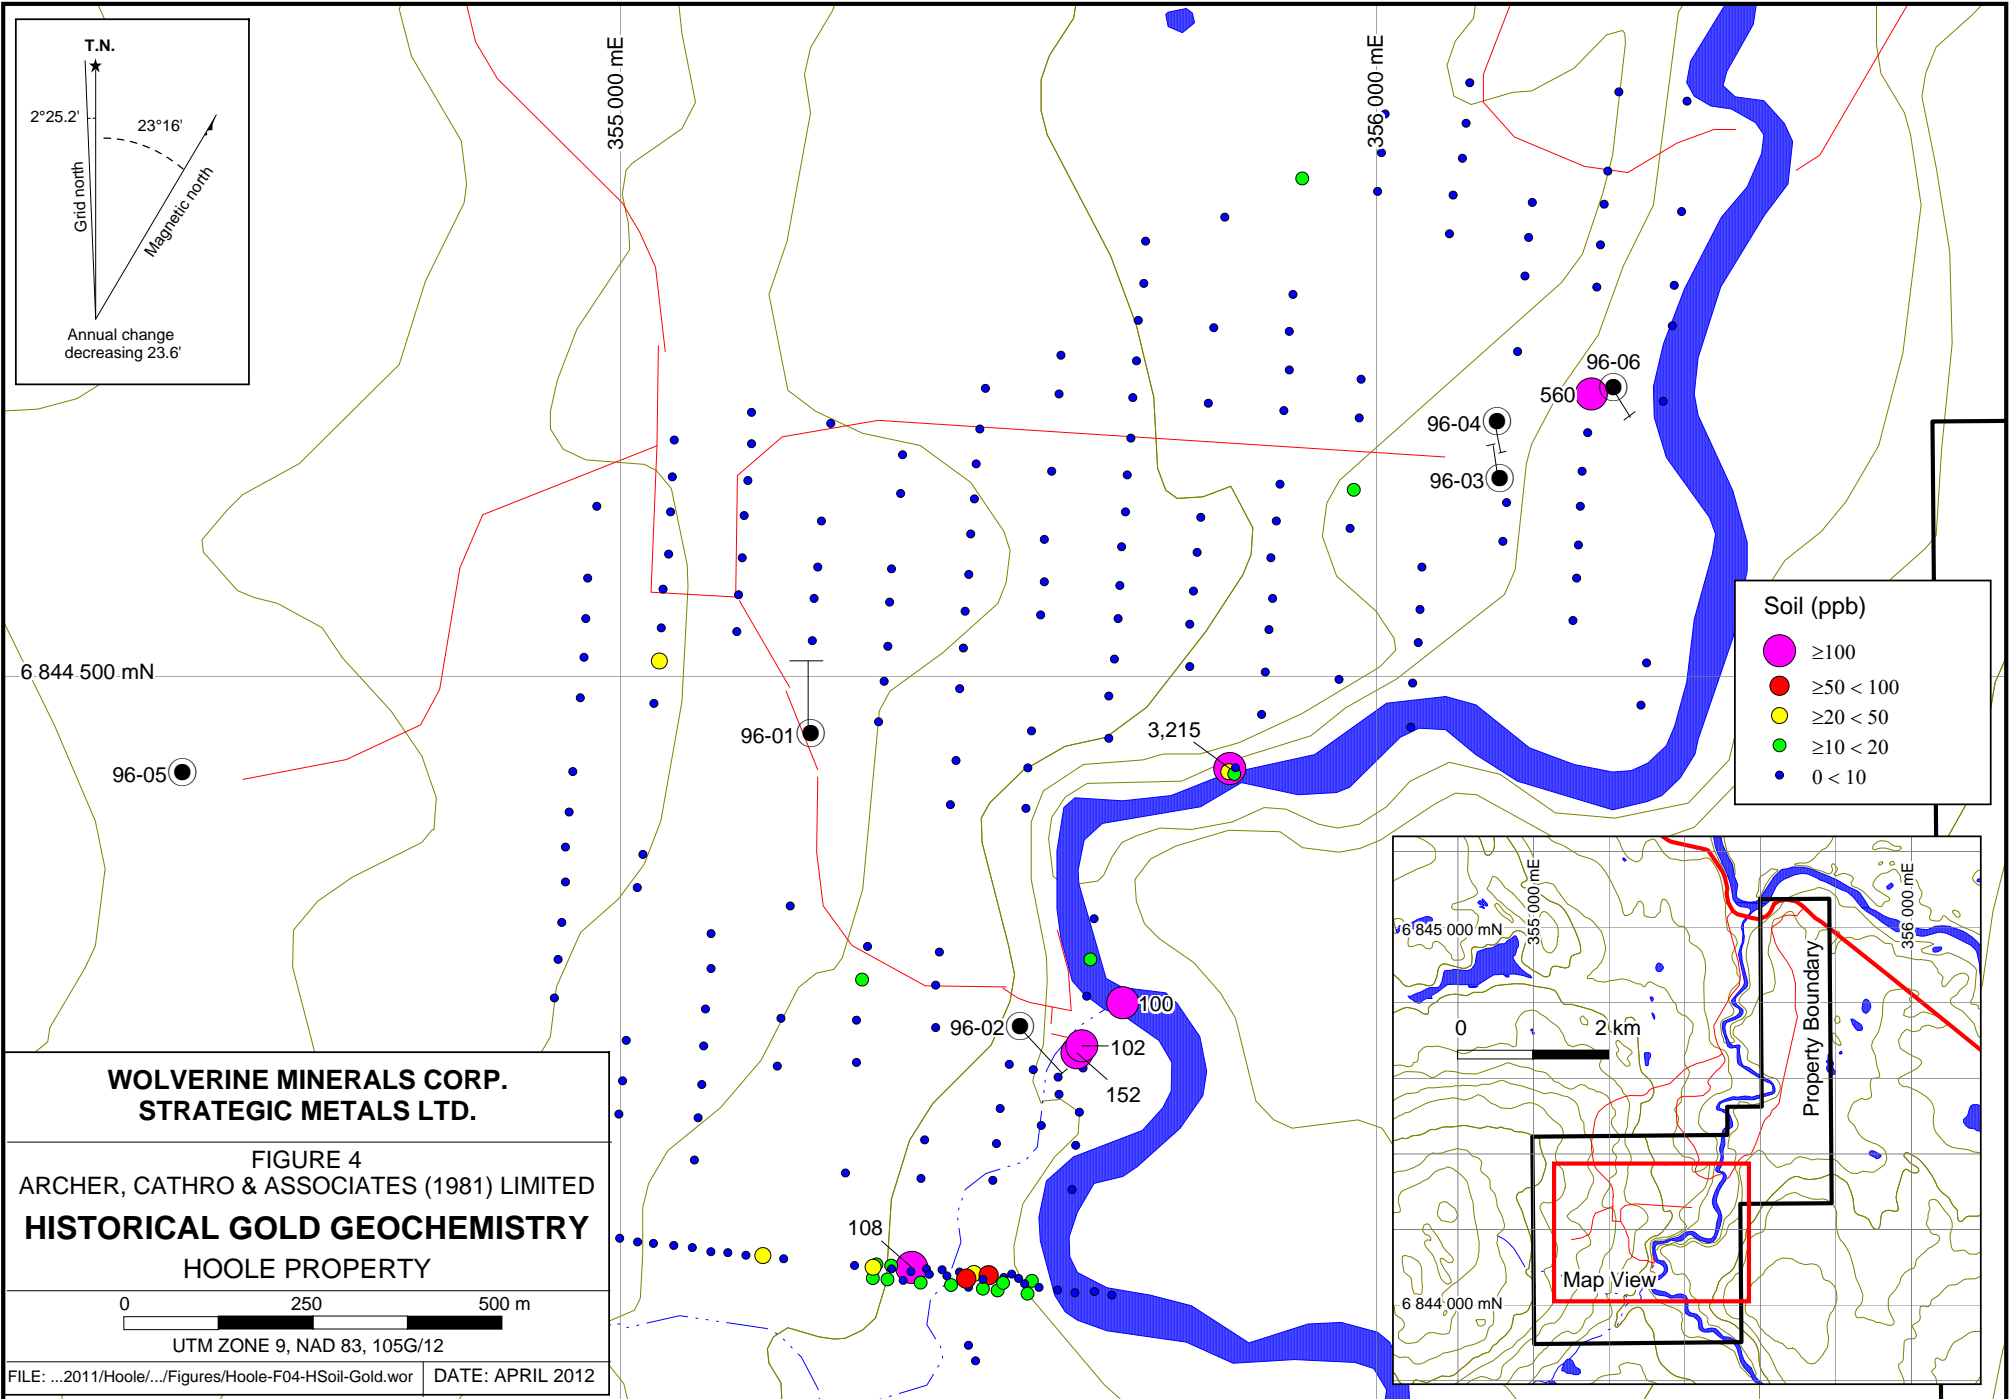 T.N.
2°25.2'
23°16'
Grid north
Magnetic north
Annual change
decreasing 23.6'
355 000 mE
356 000 mE
6 844 500 mN
96-06
560
96-04
96-03
96-01
96-05
3,215
96-02
100
102
152
108
Soil (ppb)
≥100
≥50 < 100
≥20 < 50
≥10 < 20
0 < 10
355 000 mE
356 000 mE
6 845 000 mN
0 2 km
Property Boundary
Map View
6 844 000 mN
WOLVERINE MINERALS CORP.
STRATEGIC METALS LTD.
FIGURE 4
ARCHER, CATHRO & ASSOCIATES (1981) LIMITED
HISTORICAL GOLD GEOCHEMISTRY
HOOLE PROPERTY
0 250 500 m
UTM ZONE 9, NAD 83, 105G/12
FILE: ...2011/Hoole/.../Figures/Hoole-F04-HSoil-Gold.wor
DATE: APRIL 2012